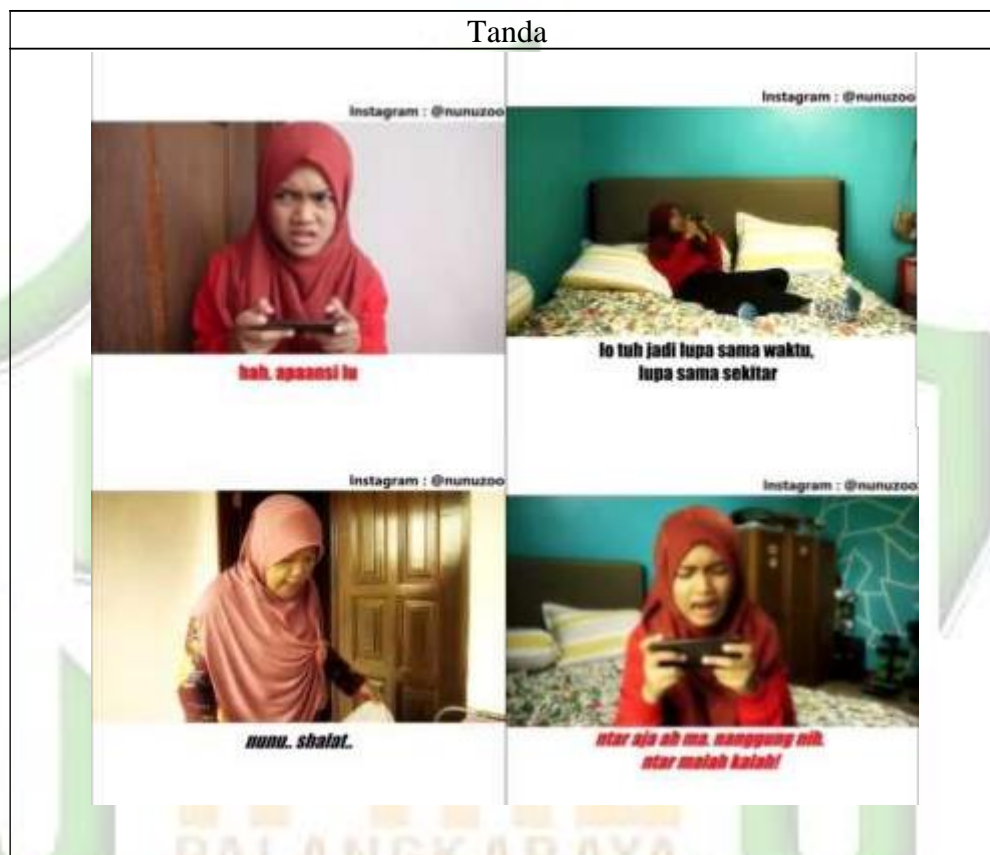 Tanda
Instagram : @nunuzoo
hah. apaansi lu
Instagram : @nunuzoo
lo tuh jadi lupa sama waktu,
lupa sama sekitar
Instagram : @nunuzoo
nunu.. shalat..
Instagram : @nunuzoo
ntar aja ah ma. nanggung nih.
ntar malah kalah!
PALANGKARAYA